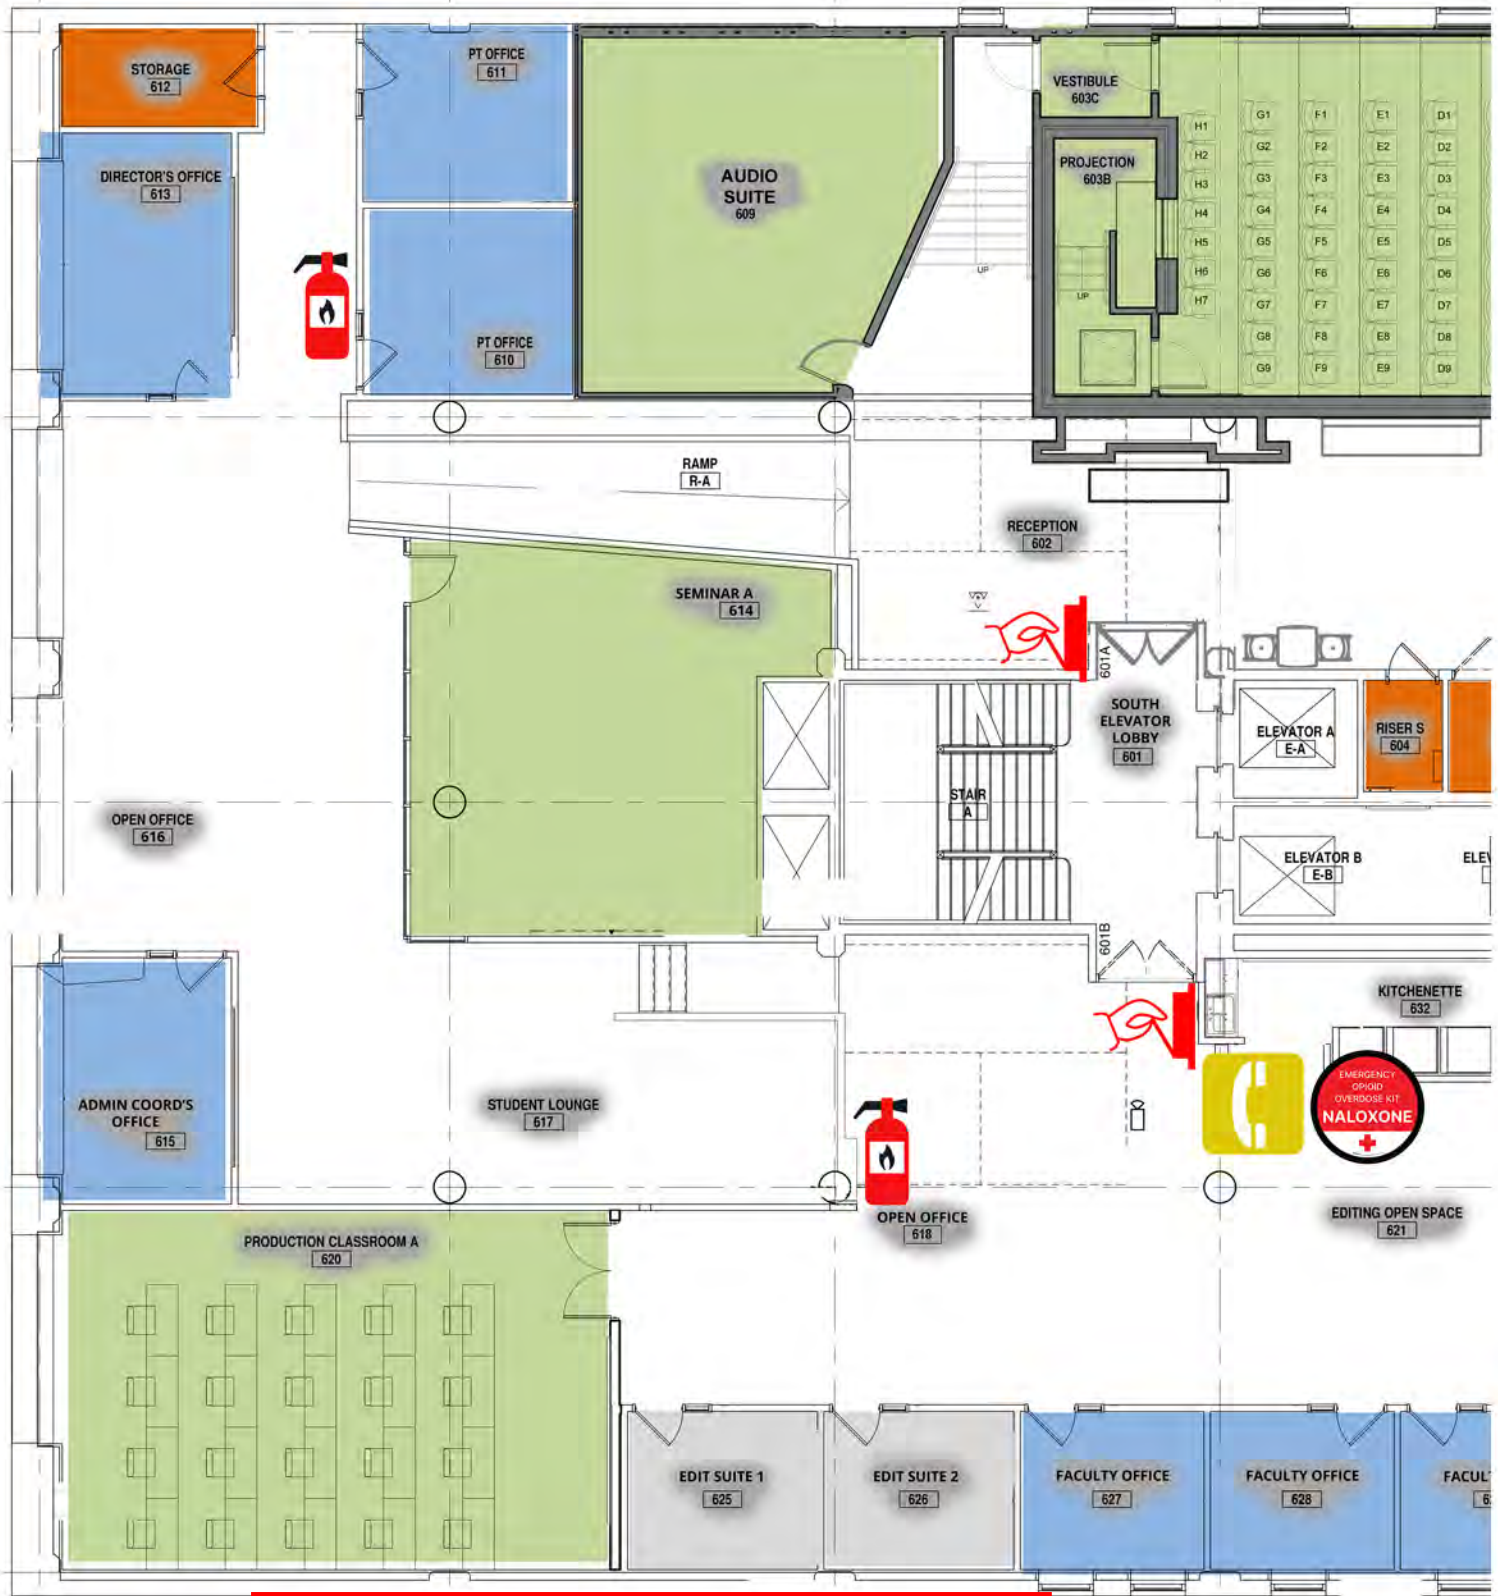 STORAGE
612
PT OFFICE
611
DIRECTOR'S OFFICE
613
AUDIO
SUITE
609
VESTIBULE
603C
PROJECTION
603B
UP
UP
H1
H2
H3
H4
H5
H6
H7
G1
G2
G3
G4
G5
G6
G7
G8
G9
F1
F2
F3
F4
F5
F6
F7
F8
F9
E1
E2
E3
E4
E5
E6
E7
E8
E9
D1
D2
D3
D4
D5
D6
D7
D8
D9
PT OFFICE
610
RAMP
R-A
RECEPTION
602
SEMINAR A
614
601A
SOUTH
ELEVATOR
LOBBY
601
ELEVATOR A
E-A
RISER S
604
STAIR
A
OPEN OFFICE
616
ELEVATOR B
E-B
ELEV
601B
KITCHENETTE
632
ADMIN COORD'S
OFFICE
615
STUDENT LOUNGE
617
EMERGENCY
OPIOID
OVERDOSE KIT
NALOXONE
OPEN OFFICE
618
EDITING OPEN SPACE
621
PRODUCTION CLASSROOM A
620
EDIT SUITE 1
625
EDIT SUITE 2
626
FACULTY OFFICE
627
FACULTY OFFICE
628
FACUL